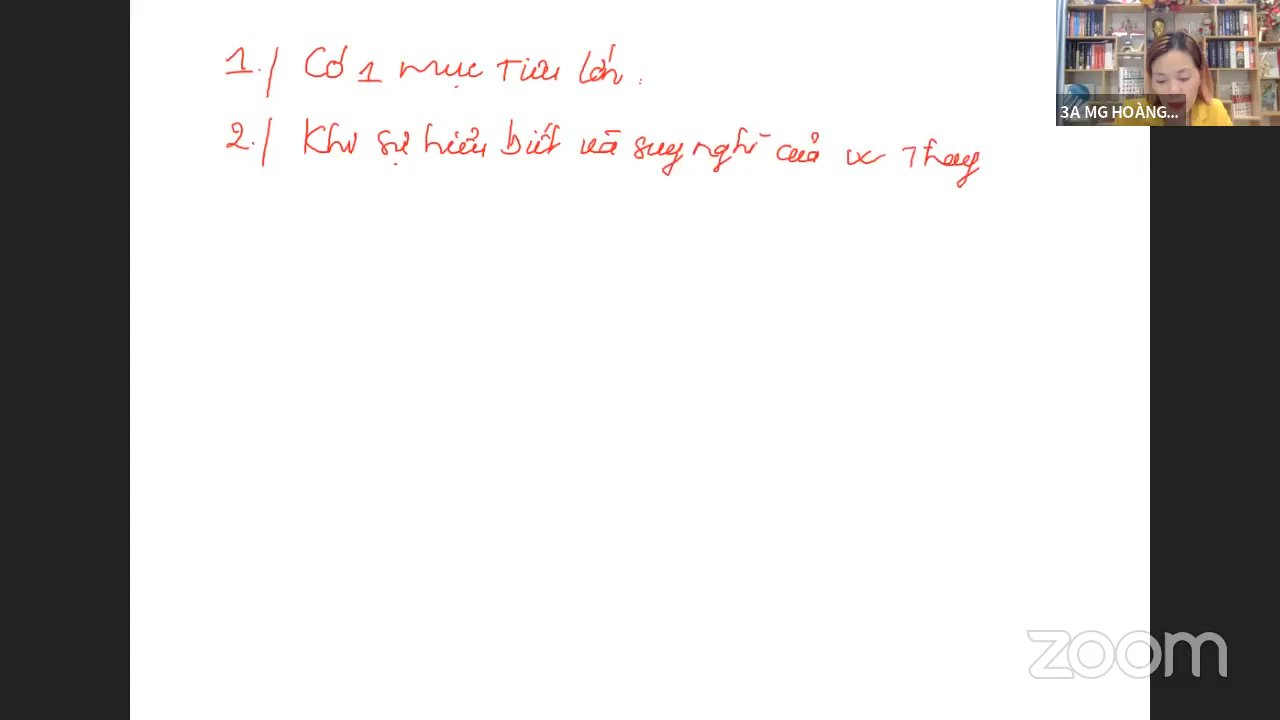 1./ Có 1 mục Tiêu lớn.
3A MG HOÀNG...
2./ Khi sự hiểu biết và suy nghĩ của Thay
zoom